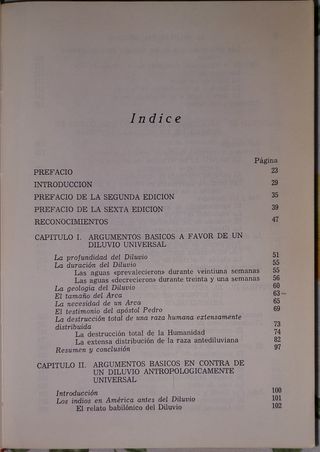 Indice
Página
PREFACIO 23
INTRODUCCION 29
PREFACIO DE LA SEGUNDA EDICION 35
PREFACIO DE LA SEXTA EDICION 39
RECONOCIMIENTOS 47
CAPITULO I. ARGUMENTOS BASICOS A FAVOR DE UN
DILUVIO UNIVERSAL
La profundidad del Diluvio 51
La duración del Diluvio 55
Las aguas «prevalecieron» durante veintiuna semanas 55
Las aguas «decrecieron» durante treinta y una semanas 56
La geología del Diluvio 60
El tamaño del Arca 63
La necesidad de un Arca 65
El testimonio del apóstol Pedro 69
La destrucción total de una raza humana extensamente
distribuida 73
La destrucción total de la Humanidad 74
La extensa distribución de la raza antediluviana 82
Resumen y conclusión 97
CAPITULO II. ARGUMENTOS BASICOS EN CONTRA DE
UN DILUVIO ANTROPOLOGICAMENTE
UNIVERSAL
Introducción 100
Los indios en América antes del Diluvio 101
El relato babilónico del Diluvio 102